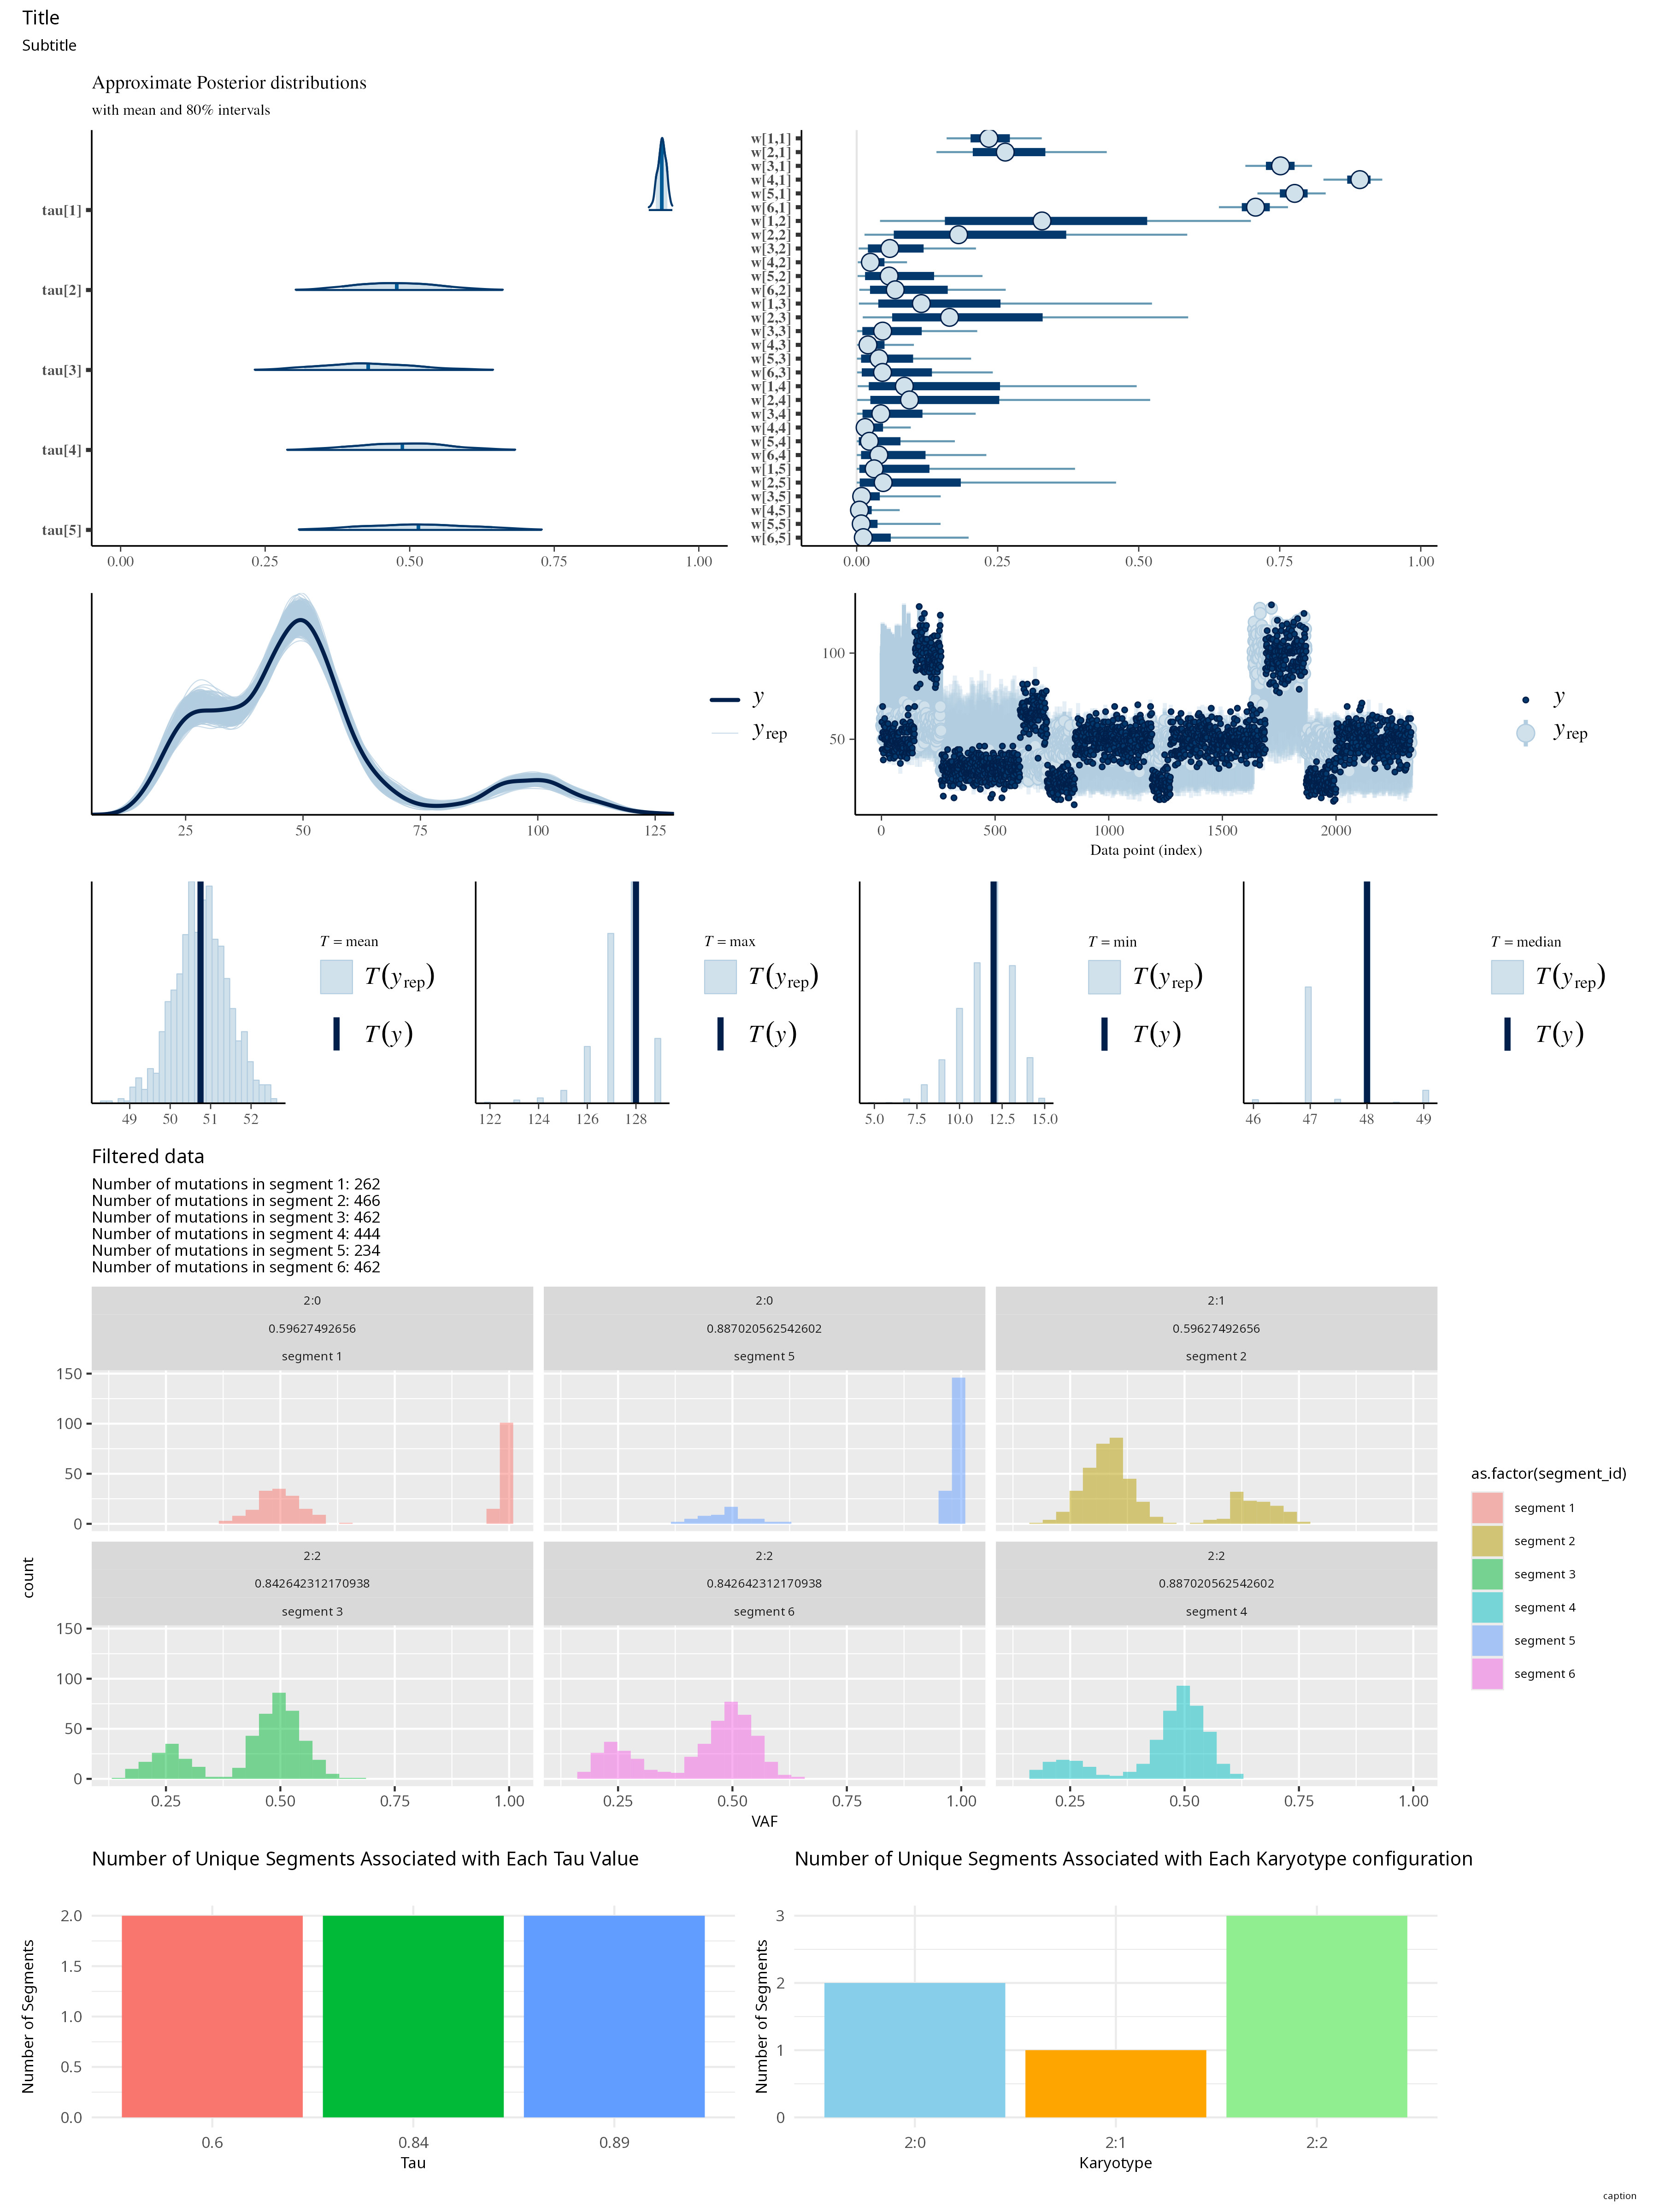 Title
Subtitle
Approximate Posterior distributions
with mean and 80% intervals
tau[1]
tau[2]
tau[3]
tau[4]
tau[5]
0.00 0.25 0.50 0.75 1.00
w[1,1]
w[2,1]
w[3,1]
w[4,1]
w[5,1]
w[6,1]
w[1,2]
w[2,2]
w[3,2]
w[4,2]
w[5,2]
w[6,2]
w[1,3]
w[2,3]
w[3,3]
w[4,3]
w[5,3]
w[6,3]
w[1,4]
w[2,4]
w[3,4]
w[4,4]
w[5,4]
w[6,4]
w[1,5]
w[2,5]
w[3,5]
w[4,5]
w[5,5]
w[6,5]
0.00 0.25 0.50 0.75 1.00
y
yrep
25 50 75 100 125
100
50
0 500 1000 1500 2000
Data point (index)
y
yrep
T = mean
T(yrep)
T(y)
49 50 51 52
T = max
T(yrep)
T(y)
122 124 126 128
T = min
T(yrep)
T(y)
5.0 7.5 10.0 12.5 15.0
T = median
T(yrep)
T(y)
46 47 48 49
Filtered data
Number of mutations in segment 1: 262
Number of mutations in segment 2: 466
Number of mutations in segment 3: 462
Number of mutations in segment 4: 444
Number of mutations in segment 5: 234
Number of mutations in segment 6: 462
2:0 2:0 2:1
0.59627492656 0.887020562542602 0.59627492656
segment 1 segment 5 segment 2
150
100
50
0
2:2 2:2 2:2
0.842642312170938 0.842642312170938 0.887020562542602
segment 3 segment 6 segment 4
150
100
50
0
count
0.25 0.50 0.75 1.00 0.25 0.50 0.75 1.00 0.25 0.50 0.75 1.00
VAF
as.factor(segment_id)
segment 1
segment 2
segment 3
segment 4
segment 5
segment 6
Number of Unique Segments Associated with Each Tau Value
Number of Segments
2.0
1.5
1.0
0.5
0.0
0.6 0.84 0.89
Tau
Number of Unique Segments Associated with Each Karyotype configuration
Number of Segments
3
2
1
0
2:0 2:1 2:2
Karyotype
caption